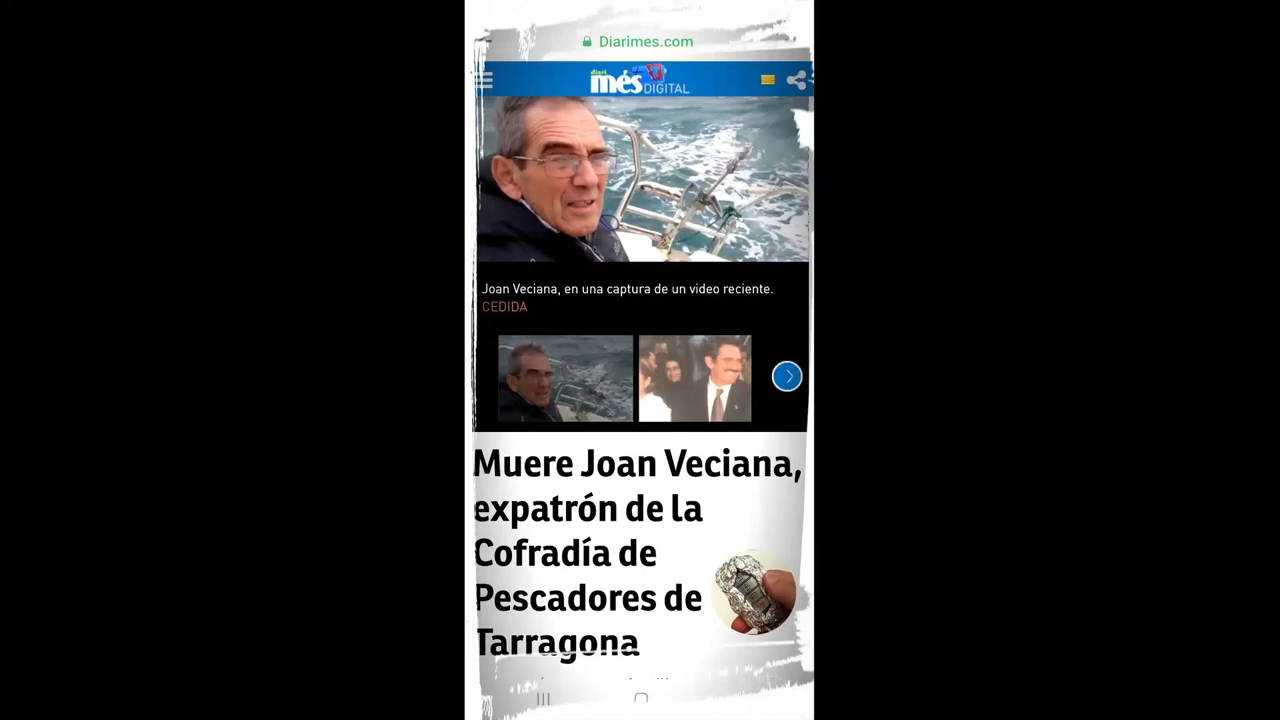 Diarimes.com
diari
més DIGITAL
Joan Veciana, en una captura de un video reciente.
CEDIDA
Muere Joan Veciana,
expatrón de la
Cofradía de
Pescadores de
Tarragona